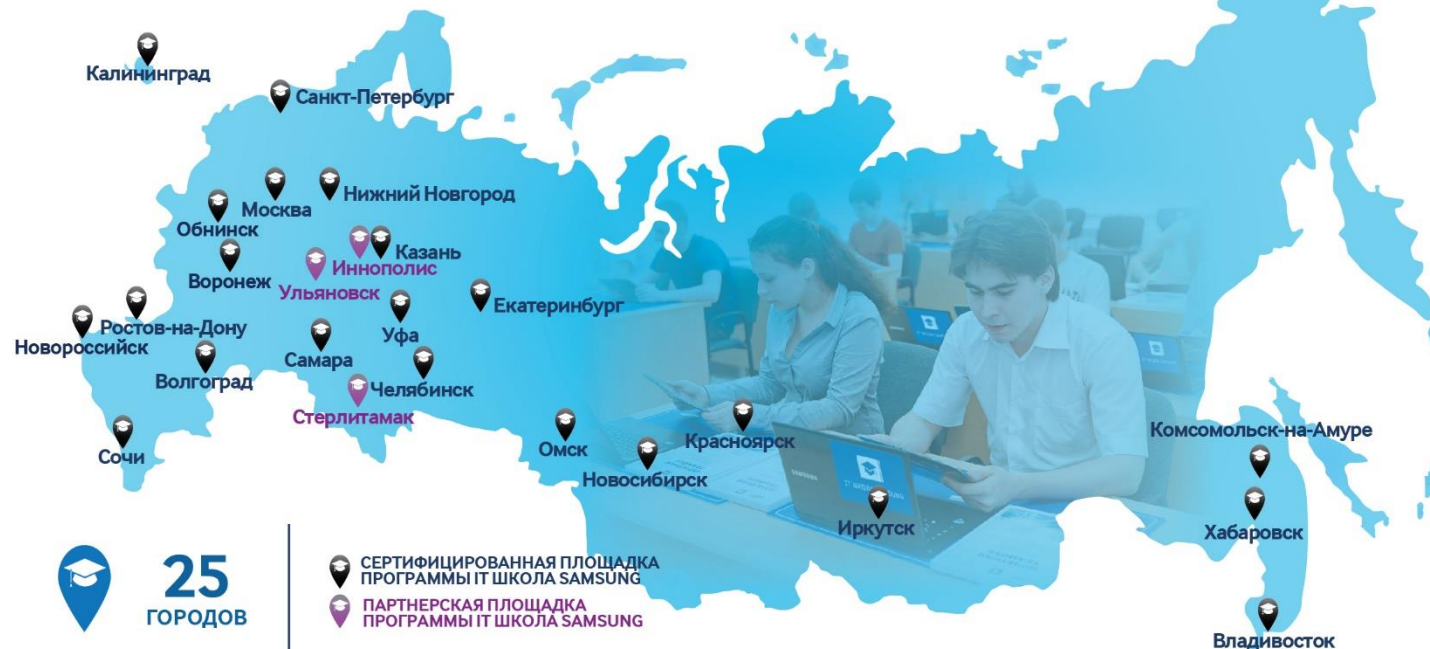 Калининград
Санкт-Петербург
Нижний Новгород
Москва
Обнинск
Казань
Иннополис
Воронеж
Ульяновск
Екатеринбург
Ростов-на-Дону
Уфа
Новороссийск
Самара
Волгоград
Челябинск
Стерлитамак
Сочи
Омск
Красноярск
Новосибирск
Иркутск
Комсомольск-на-Амуре
Хабаровск
Владивосток
25
ГОРОДОВ
СЕРТИФИЦИРОВАННАЯ ПЛОЩАДКА
ПРОГРАММЫ IT ШКОЛА SAMSUNG
ПАРТНЕРСКАЯ ПЛОЩАДКА
ПРОГРАММЫ IT ШКОЛА SAMSUNG
SAMSUNG